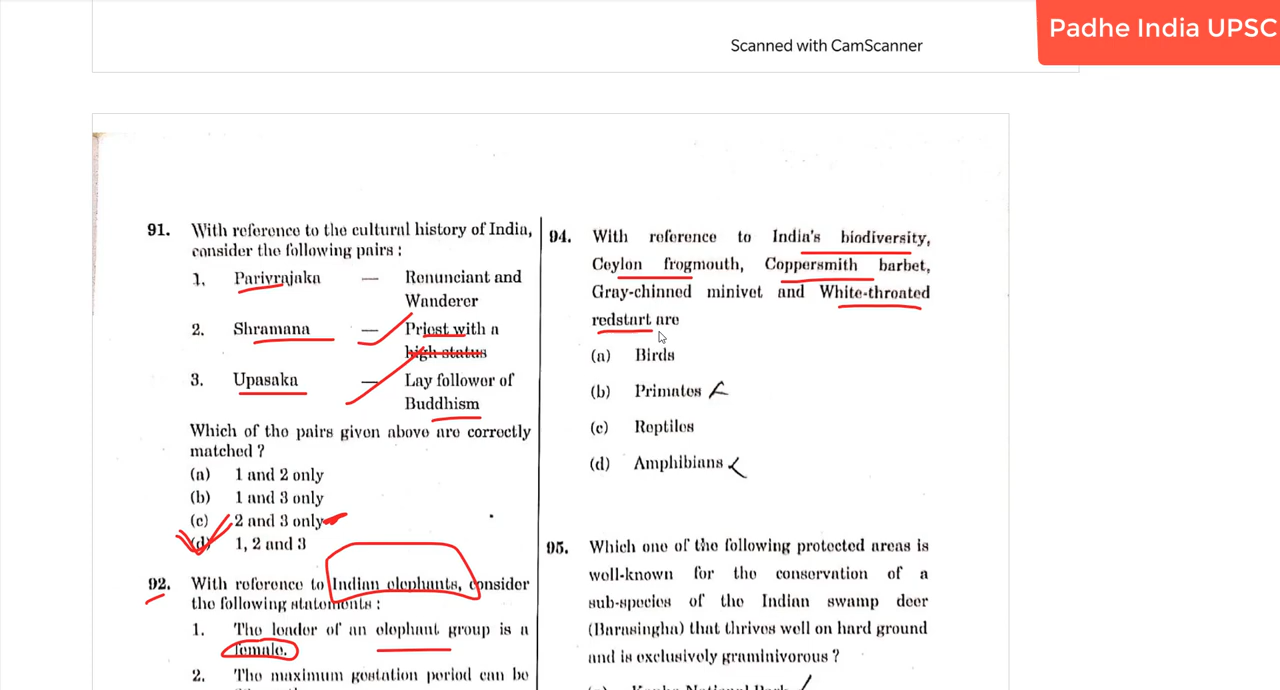 Padhe India UPSC
Scanned with CamScanner
91. With reference to the cultural history of India,
consider the following pairs :
1. Parivrajaka — Renunciant and
Wanderer
2. Shramana — Priest with a
high status
3. Upasaka — Lay follower of
Buddhism
Which of the pairs given above are correctly
matched ?
(a) 1 and 2 only
(b) 1 and 3 only
(c) 2 and 3 only
(d) 1, 2 and 3
92. With reference to Indian elephants, consider
the following statements :
1. The leader of an elephant group is a
female.
2. The maximum gestation period can be
94. With reference to India's biodiversity,
Ceylon frogmouth, Coppersmith barbet,
Gray-chinned minivet and White-throated
redstart are
(a) Birds
(b) Primates
(c) Reptiles
(d) Amphibians
95. Which one of the following protected areas is
well-known for the conservation of a
sub-species of the Indian swamp deer
(Barasingha) that thrives well on hard ground
and is exclusively graminivorous ?